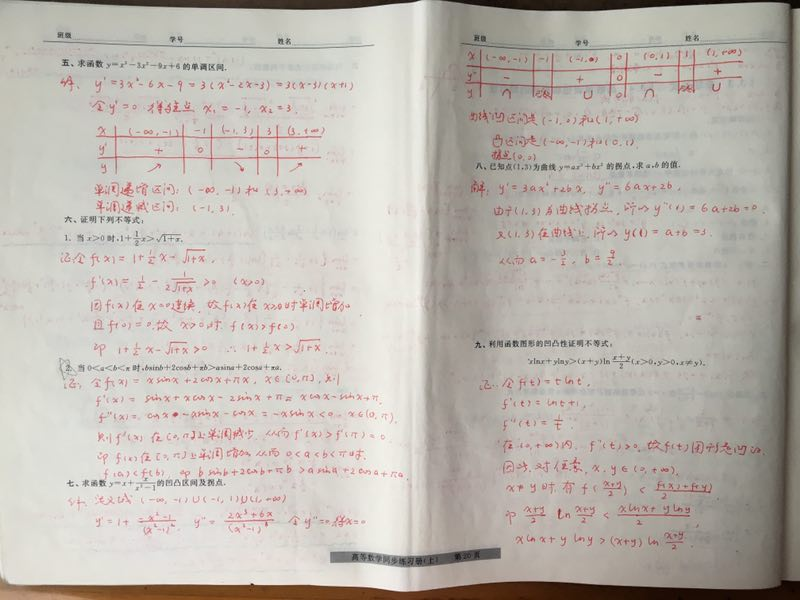 班级 学号 姓名
五、求函数 y=x³-3x²-9x+6 的单调区间.
解: y'=3x²-6x-9=3(x²-2x-3)=3(x-3)(x+1)
令y'=0 得驻点 x₁=-1, x₂=3.
x (-∞,-1) -1 (-1,3) 3 (3,+∞)
y' + 0 - 0 +
y ↗ ↘ ↗
单调递增区间: (-∞,-1)和(3,+∞)
单调递减区间: (-1,3).
六、证明下列不等式:
1. 当 x>0 时, 1+½x>√(1+x).
证:令f(x)=1+½x-√(1+x)
f'(x)=½-1/(2√(1+x))>0 (x>0)
因f(x)在x=0连续,故f(x)在x>0时单调增加
且f(0)=0.故 x>0时 f(x)>f(0)
即 1+½x-√(1+x)>0 ∴1+½x>√(1+x).
2. 当 0<a<b<π 时, bsinb+2cosb+πb>asina+2cosa+πa.
证: 令f(x)=xsinx+2cosx+πx, x∈[0,π],则
f'(x)=sinx+xcosx-2sinx+π=xcosx-sinx+π.
f''(x)=cosx-xsinx-cosx=-xsinx<0. x∈(0,π).
则f'(x)在[0,π]上单调减少,从而f'(x)>f'(π)=0.
即f(x)在[0,π]上单调增加,从而0<a<b<π时.
f(a)<f(b), 即 bsinb+2cosb+πb>asina+2cosa+πa.
七、求函数 y=x+x/(x²-1) 的凹凸区间及拐点.
解: 定义域 (-∞,-1)∪(-1,1)∪(1,+∞)
y'=1+(-x²-1)/(x²-1)² y''=(2x³+6x)/(x²-1)³ 令y''=0得x=0
班级 学号 姓名
x (-∞,-1) -1 (-1,0) 0 (0,1) 1 (1,+∞)
y'' - + 0 - +
y ∩ ∪ 0 ∩ ∪
曲线凹区间是(-1,0)和(1,+∞)
凸区间是(-∞,-1)和(0,1).
拐点(0,0)
八、已知点(1,3)为曲线 y=ax³+bx² 的拐点,求 a,b 的值.
解: y'=3ax²+2bx, y''=6ax+2b,
由于(1,3)为曲线拐点,所以y''(1)=6a+2b=0.
又(1,3)在曲线上,所以y(1)=a+b=3.
从而a=-3/2, b=9/2.
九、利用函数图形的凹凸性证明不等式:
xlnx+ylny>(x+y)ln (x+y)/2 (x>0,y>0,x≠y).
证: 令f(t)=tlnt,
f'(t)=lnt+1,
f''(t)=1/t.
在(0,+∞)内, f''(t)>0,故f(t)图形是凹的.
因此,对任意, x,y∈(0,+∞),
x≠y时,有 f((x+y)/2)<(f(x)+f(y))/2
即 (x+y)/2 ln (x+y)/2<(xlnx+ylny)/2
xlnx+ylny>(x+y)ln (x+y)/2.
高等数学同步练习册(上) 第20页